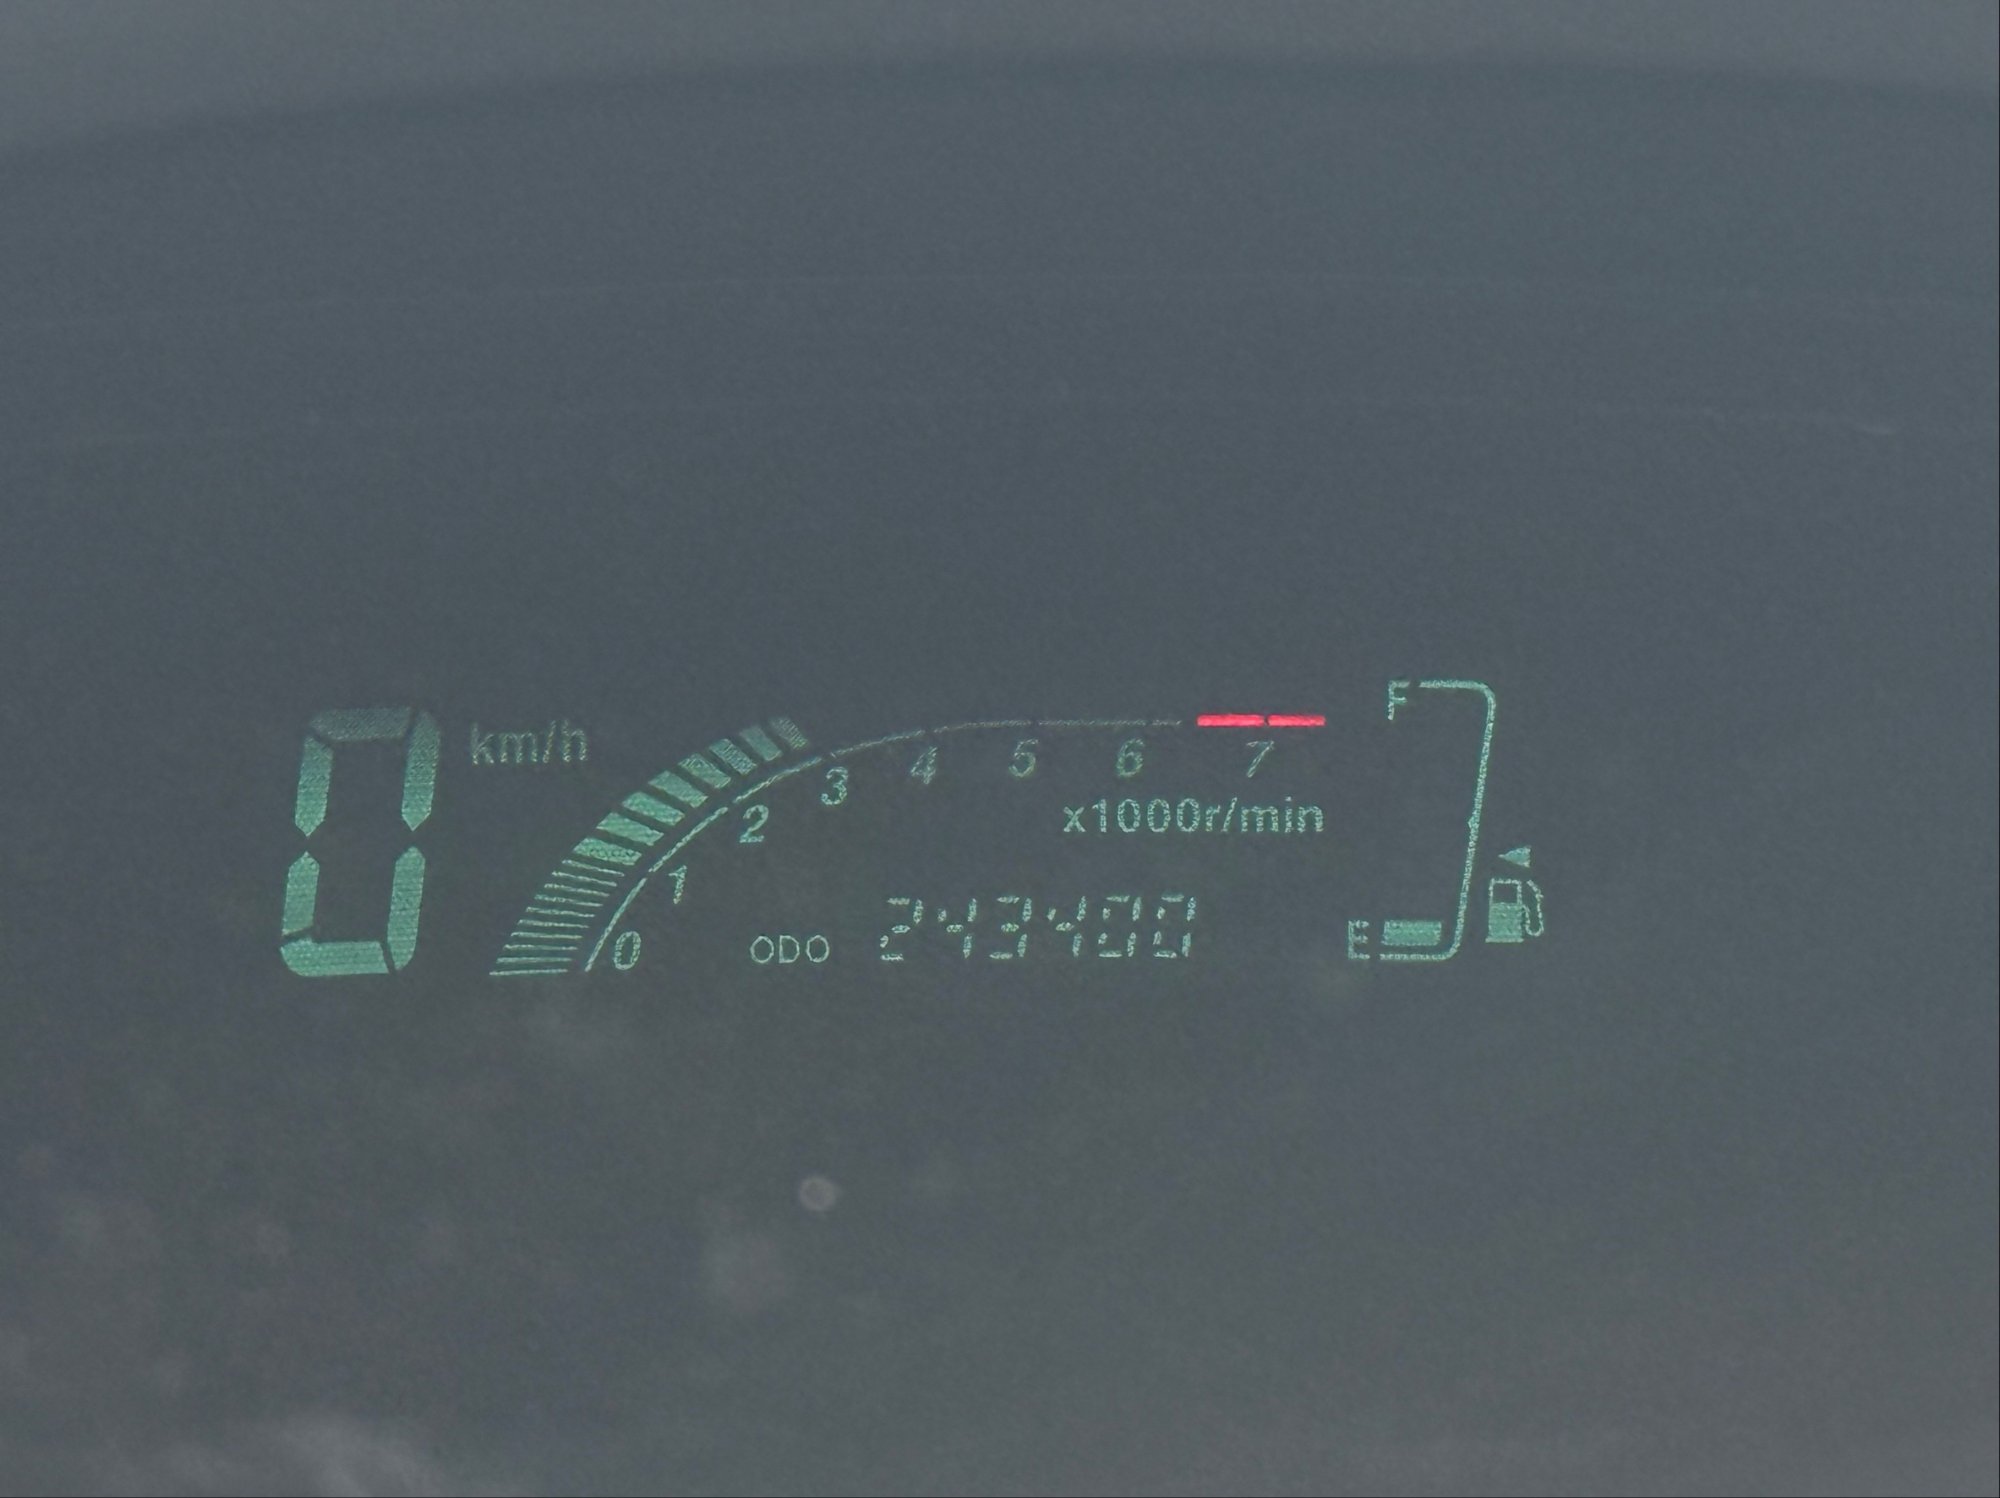 0 km/h
0 1 2 3 4 5 6 7
x1000r/min
ODO 243400
F
E